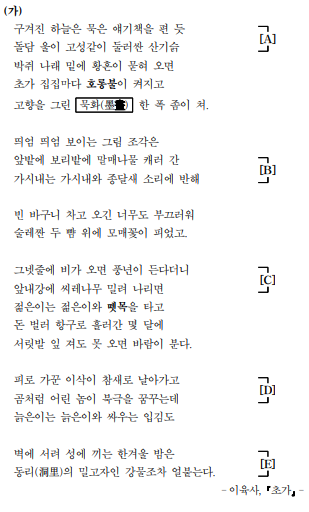 (가)
구겨진 하늘은 묵은 얘기책을 편 듯
돌담 울이 고성같이 둘러싼 산기슭
[A]
박쥐 나래 밑에 황혼이 묻혀 오면
초가 집집마다 호롱불이 켜지고
고향을 그린 묵화(墨畫) 한 폭 좀이 쳐.
띄엄 띄엄 보이는 그림 조각은
앞밭에 보리밭에 말매나물 캐러 간
가시내는 가시내와 종달새 소리에 반해
[B]
빈 바구니 차고 오긴 너무도 부끄러워
술레짠 두 뺨 위에 모매꽃이 피었고.
그넷줄에 비가 오면 풍년이 든다더니
앞내강에 씨레나무 밀려 나리면
[C]
젊은이는 젊은이와 뗏목을 타고
돈 벌러 항구로 흘러간 몇 달에
서릿발 잎 져도 못 오면 바람이 분다.
피로 가꾼 이삭이 참새로 날아가고
곰처럼 어린 놈이 북극을 꿈꾸는데
[D]
늙은이는 늙은이와 싸우는 입김도
벽에 서려 성에 끼는 한겨울 밤은
동리(洞里)의 밀고자인 강물조차 얼붙는다.
[E]
- 이육사, 『초가』 -